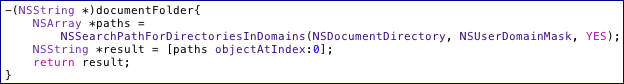 -(NSString *)documentFolder{
    NSArray *paths =
        NSSearchPathForDirectoriesInDomains(NSDocumentDirectory, NSUserDomainMask, YES);
    NSString *result = [paths objectAtIndex:0];
    return result;
}